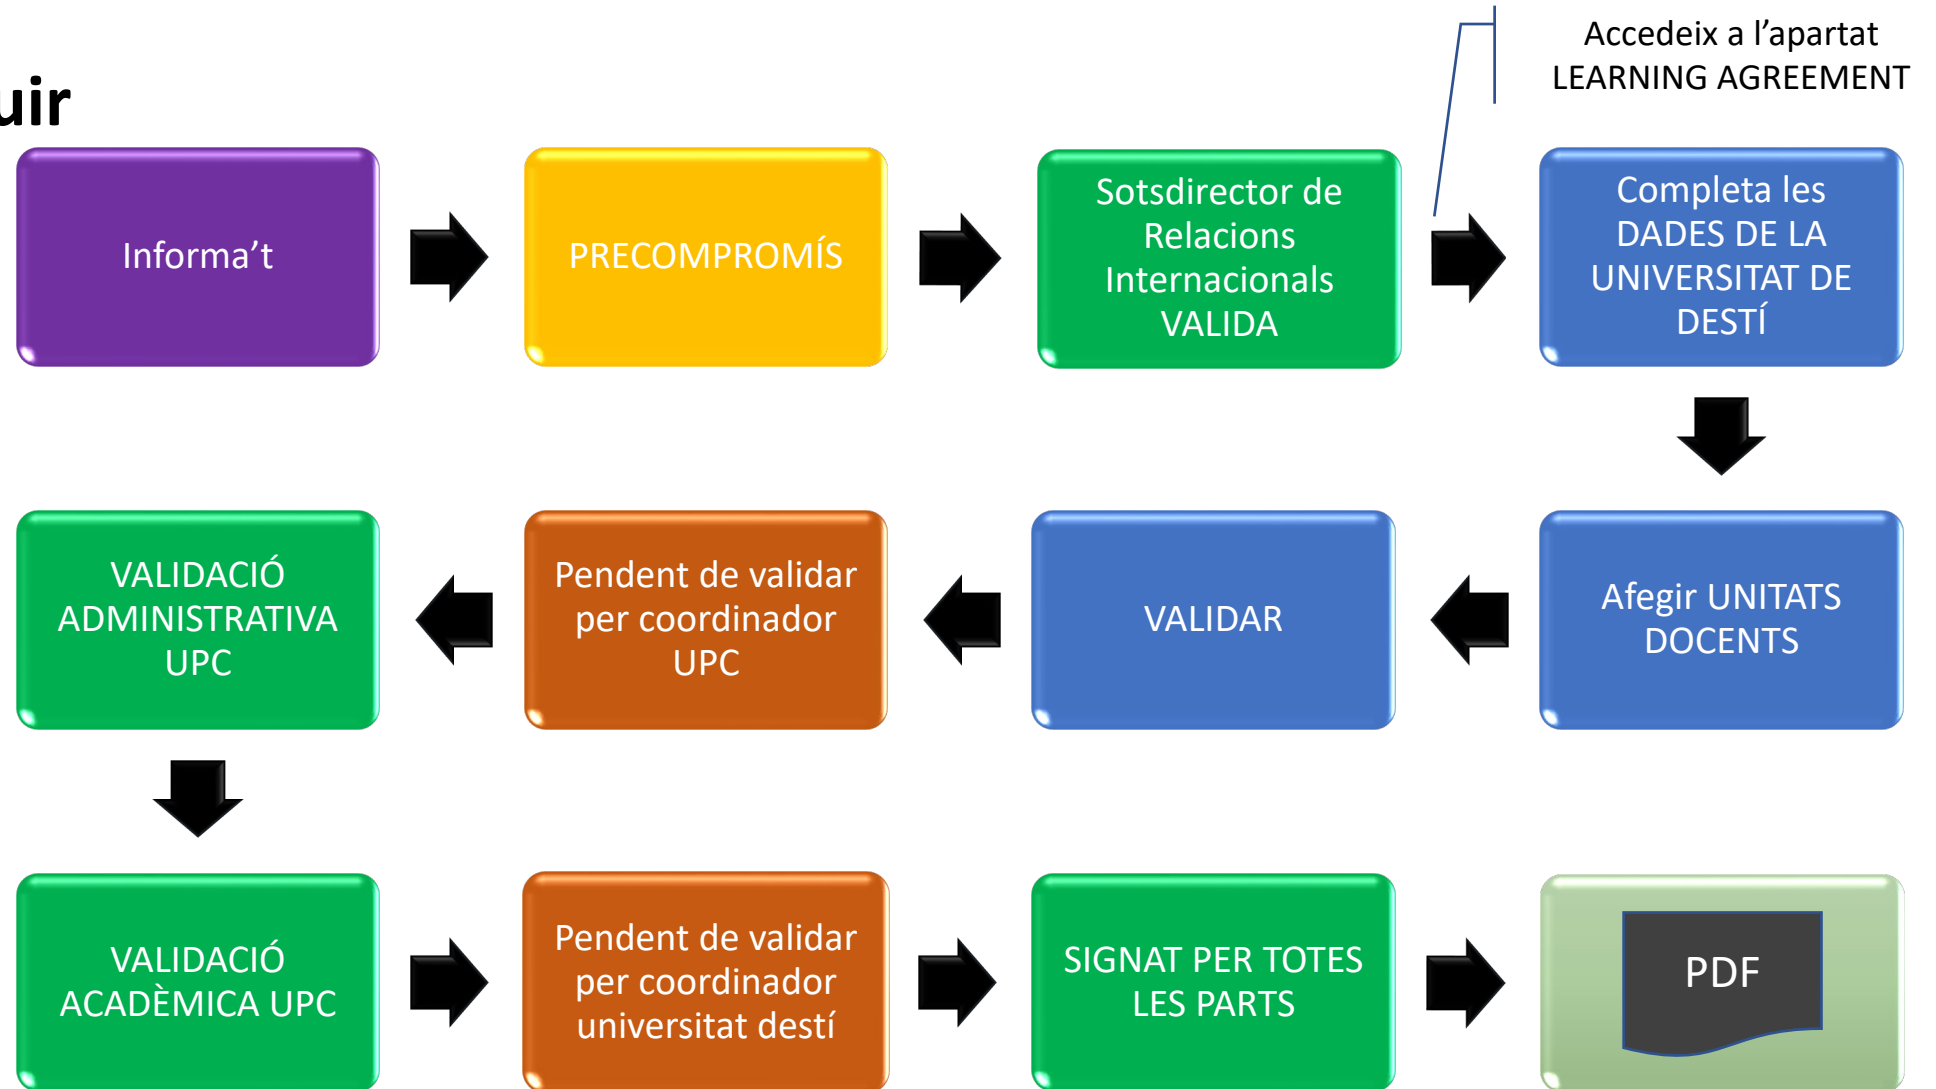 uir
Accedeix a l’apartat
LEARNING AGREEMENT
Informa’t
PRECOMPROMÍS
Sotsdirector de
Relacions
Internacionals
VALIDA
Completa les
DADES DE LA
UNIVERSITAT DE
DESTÍ
Afegir UNITATS
DOCENTS
VALIDAR
Pendent de validar
per coordinador
UPC
VALIDACIÓ
ADMINISTRATIVA
UPC
VALIDACIÓ
ACADÈMICA UPC
Pendent de validar
per coordinador
universitat destí
SIGNAT PER TOTES
LES PARTS
PDF